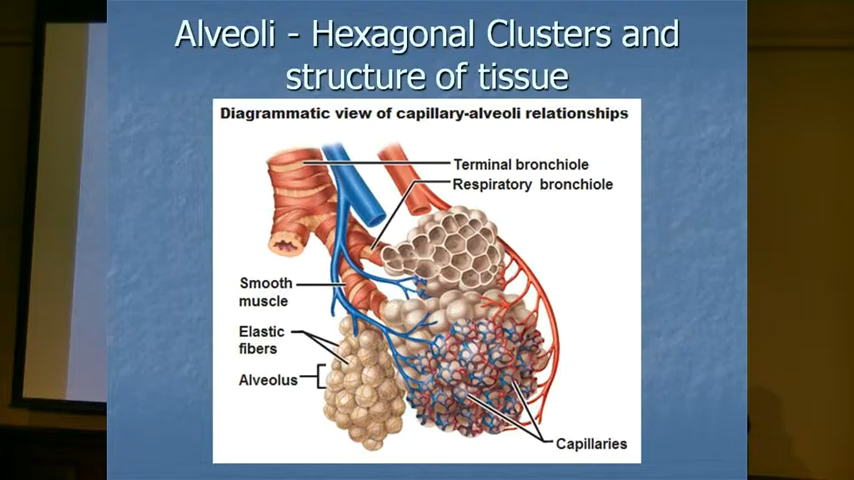 Alveoli - Hexagonal Clusters and
structure of tissue
Diagrammatic view of capillary-alveoli relationships
Terminal bronchiole
Respiratory bronchiole
Smooth
muscle
Elastic
fibers
Alveolus
Capillaries